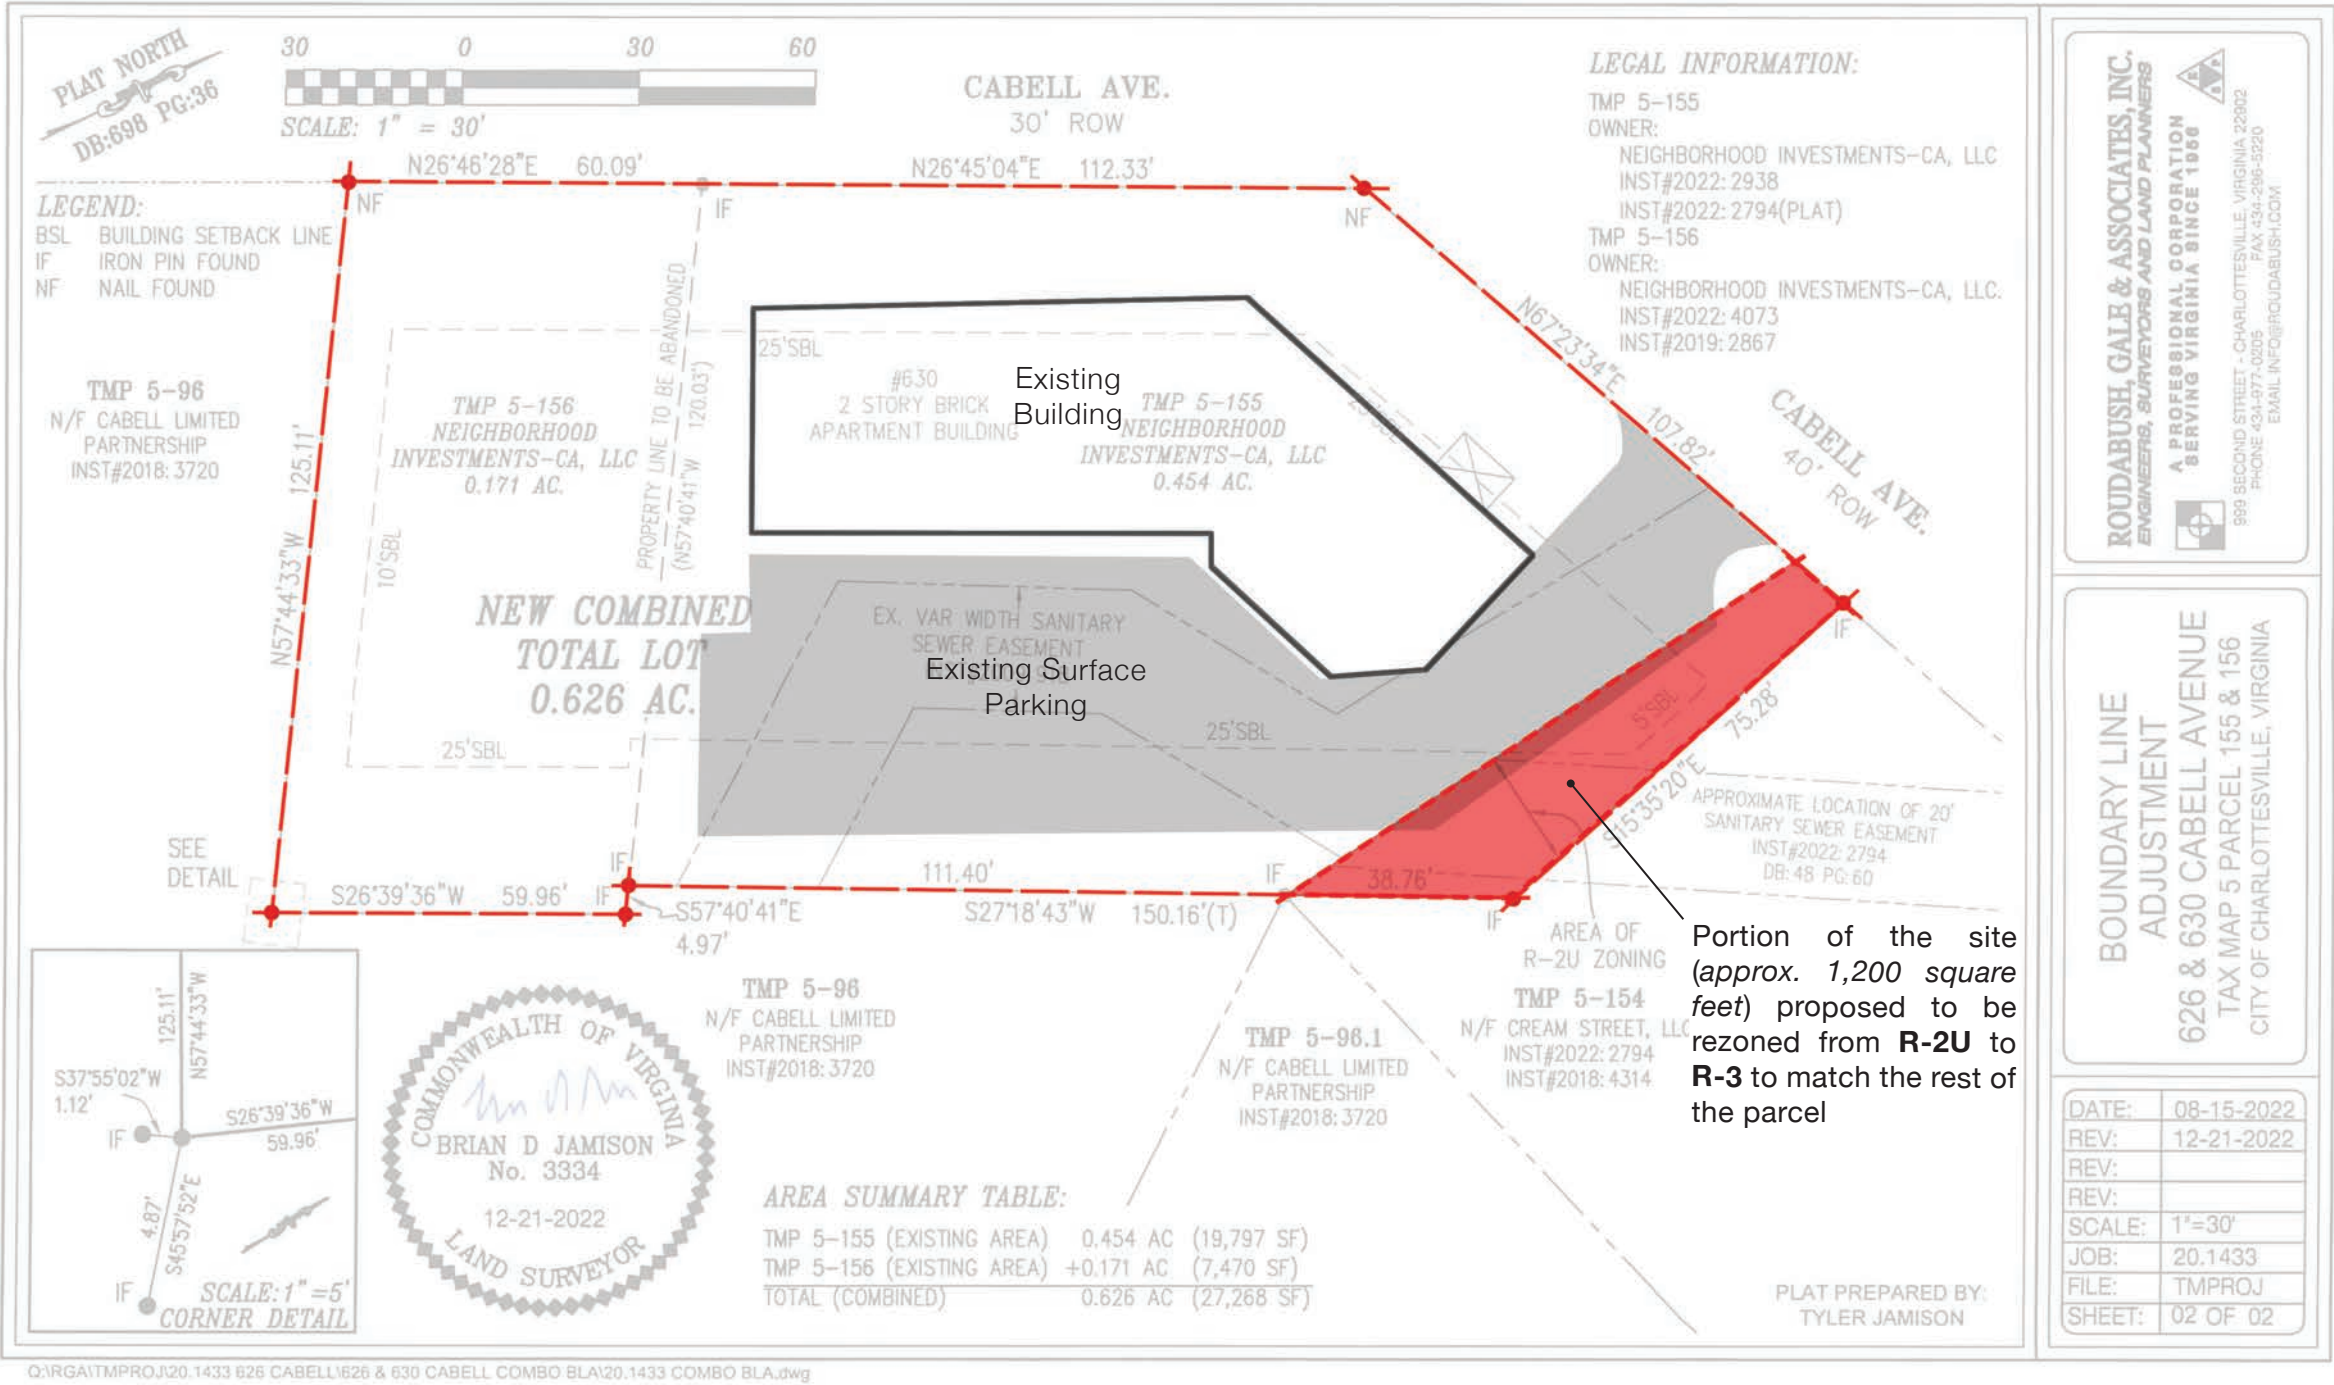 PLAT NORTH
DB:698 PG:36
30 0 30 60
SCALE: 1" = 30'
CABELL AVE.
30' ROW
N26°46'28"E 60.09'
N26°45'04"E 112.33'
NF
IF
NF
LEGEND:
BSL BUILDING SETBACK LINE
IF IRON PIN FOUND
NF NAIL FOUND
LEGAL INFORMATION:
TMP 5-155
OWNER:
NEIGHBORHOOD INVESTMENTS-CA, LLC
INST#2022: 2938
INST#2022: 2794(PLAT)
TMP 5-156
OWNER:
NEIGHBORHOOD INVESTMENTS-CA, LLC.
INST#2022: 4073
INST#2019: 2867
TMP 5-96
N/F CABELL LIMITED
PARTNERSHIP
INST#2018: 3720
N57°44'33"W 125.11'
10'SBL
TMP 5-156
NEIGHBORHOOD
INVESTMENTS-CA, LLC
0.171 AC.
PROPERTY LINE TO BE ABANDONED
(N57°40'41"W 120.03')
25'SBL
#630
2 STORY BRICK
APARTMENT BUILDING
Existing
Building
TMP 5-155
NEIGHBORHOOD
INVESTMENTS-CA, LLC
0.454 AC.
25'SBL
N67°23'34"E 107.82'
CABELL AVE.
40' ROW
NEW COMBINED
TOTAL LOT
0.626 AC.
EX. VAR WIDTH SANITARY
SEWER EASEMENT
Existing Surface
Parking
25'SBL
25'SBL
5'SBL
IF
75.28'
S15°35'20"E
APPROXIMATE LOCATION OF 20'
SANITARY SEWER EASEMENT
INST#2022: 2794
DB: 48 PG: 60
SEE
DETAIL
IF
S26°39'36"W 59.96' IF
S57°40'41"E
4.97'
111.40'
S27°18'43"W 150.16'(T)
IF
38.76'
IF
AREA OF
R-2U ZONING
Portion of the site
(approx. 1,200 square
feet) proposed to be
rezoned from R-2U to
R-3 to match the rest of
the parcel
TMP 5-96
N/F CABELL LIMITED
PARTNERSHIP
INST#2018: 3720
TMP 5-96.1
N/F CABELL LIMITED
PARTNERSHIP
INST#2018: 3720
TMP 5-154
N/F CREAM STREET, LLC
INST#2022: 2794
INST#2018: 4314
125.11'
N57°44'33"W
S37°55'02"W
1.12'
IF
S26°39'36"W
59.96'
4.87'
S45°57'52"E
IF
SCALE: 1" =5'
CORNER DETAIL
COMMONWEALTH OF VIRGINIA
BRIAN D JAMISON
No. 3334
12-21-2022
LAND SURVEYOR
AREA SUMMARY TABLE:
TMP 5-155 (EXISTING AREA) 0.454 AC (19,797 SF)
TMP 5-156 (EXISTING AREA) +0.171 AC (7,470 SF)
TOTAL (COMBINED) 0.626 AC (27,268 SF)
PLAT PREPARED BY:
TYLER JAMISON
ROUDABUSH, GALE & ASSOCIATES, INC.
ENGINEERS, SURVEYORS AND LAND PLANNERS
A PROFESSIONAL CORPORATION
SERVING VIRGINIA SINCE 1956
999 SECOND STREET - CHARLOTTESVILLE, VIRGINIA 22902
PHONE 434-977-0205 FAX 434-296-5220
EMAIL INFO@ROUDABUSH.COM
BOUNDARY LINE
ADJUSTMENT
626 & 630 CABELL AVENUE
TAX MAP 5 PARCEL 155 & 156
CITY OF CHARLOTTESVILLE, VIRGINIA
DATE: 08-15-2022
REV: 12-21-2022
REV:
REV:
SCALE: 1"=30'
JOB: 20.1433
FILE: TMPROJ
SHEET: 02 OF 02
Q:\RGA\TMPROJ\20.1433 626 CABELL\626 & 630 CABELL COMBO BLA\20.1433 COMBO BLA.dwg